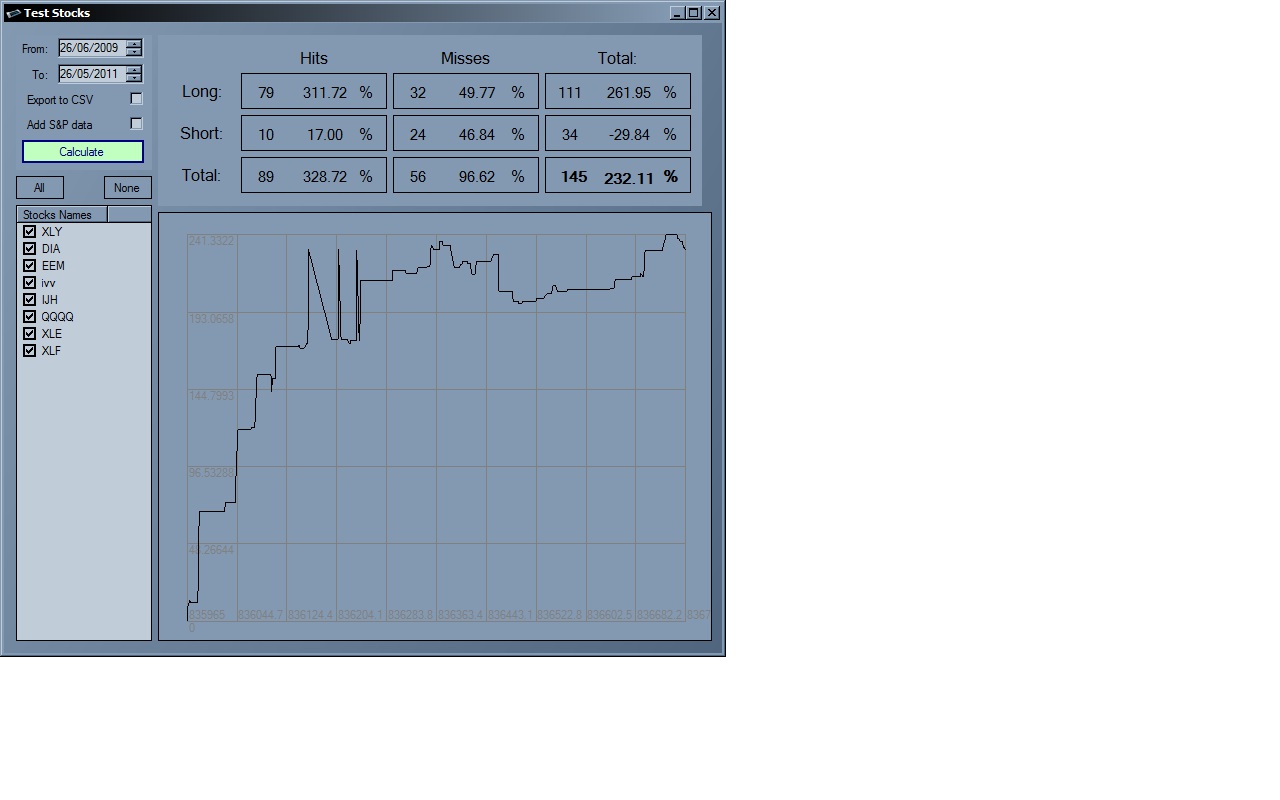 Test Stocks
From: 26/06/2009
To: 26/05/2011
Export to CSV
Add S&P data
Calculate
All None
Stocks Names
XLY
DIA
EEM
ivv
IJH
QQQQ
XLE
XLF
Hits Misses Total:
Long: 79 311.72 % 32 49.77 % 111 261.95 %
Short: 10 17.00 % 24 46.84 % 34 -29.84 %
Total: 89 328.72 % 56 96.62 % 145 232.11 %
241.3322
193.0658
144.7993
96.53288
48.26644
835965 836044.7 836124.4 836204.1 836283.8 836363.4 836443.1 836522.8 836602.5 836682.2 8367
0